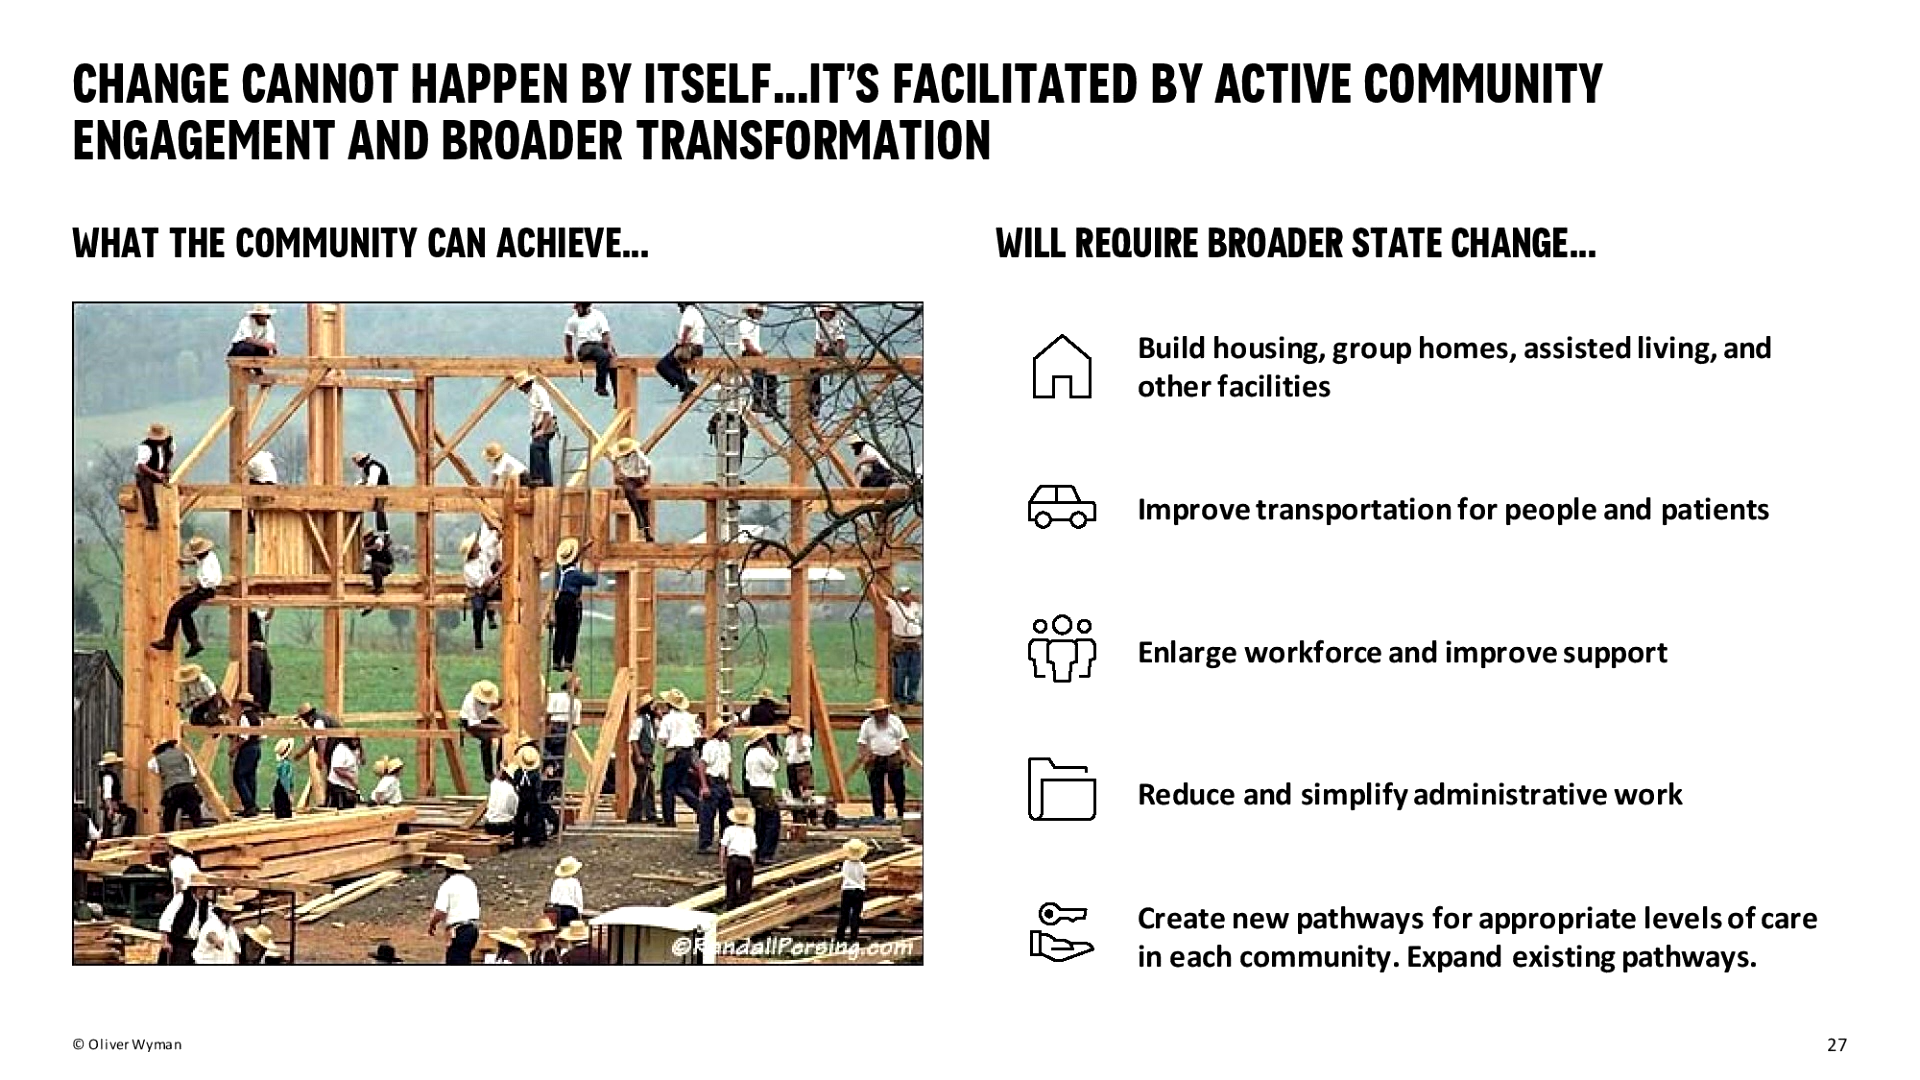 CHANGE CANNOT HAPPEN BY ITSELF...IT'S FACILITATED BY ACTIVE COMMUNITY
ENGAGEMENT AND BROADER TRANSFORMATION
WHAT THE COMMUNITY CAN ACHIEVE...
©RandallPersing.com
WILL REQUIRE BROADER STATE CHANGE...
Build housing, group homes, assisted living, and
other facilities
Improve transportation for people and patients
Enlarge workforce and improve support
Reduce and simplify administrative work
Create new pathways for appropriate levels of care
in each community. Expand existing pathways.
© Oliver Wyman
27